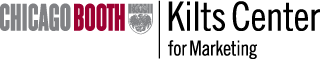 CHICAGO BOOTH
Kilts Center
for Marketing